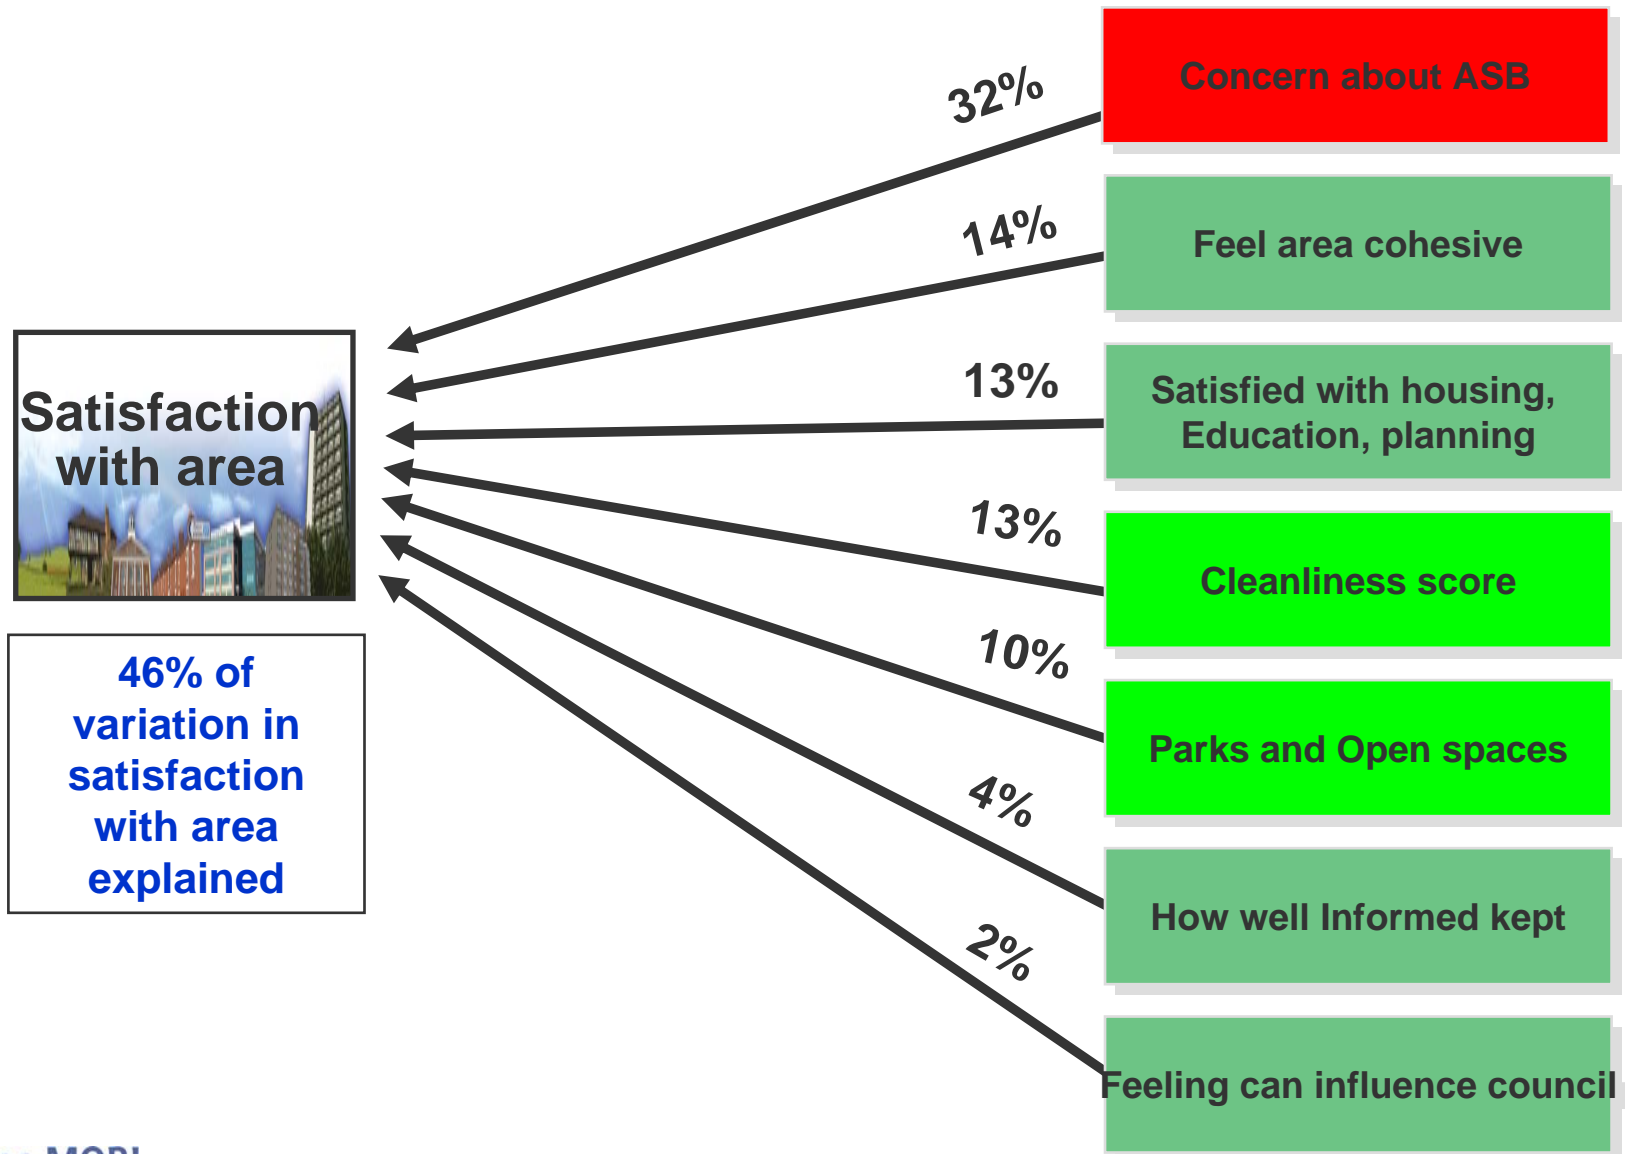 Concern about ASB
32%
Feel area cohesive
14%
Satisfied with housing,
Education, planning
13%
Satisfaction
with area
Cleanliness score
13%
Parks and Open spaces
10%
46% of
variation in
satisfaction
with area
explained
How well Informed kept
4%
Feeling can influence council
2%
MORI